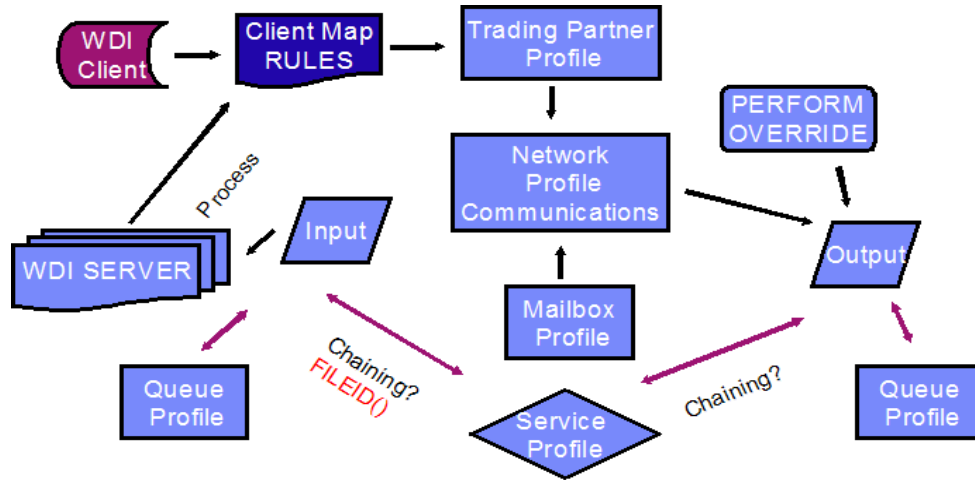 WDI
Client
Client Map
RULES
Trading Partner
Profile
PERFORM
OVERRIDE
Network
Profile
Communications
Process
Input
WDI SERVER
Output
Mailbox
Profile
Chaining?
FILEID()
Chaining?
Queue
Profile
Service
Profile
Queue
Profile